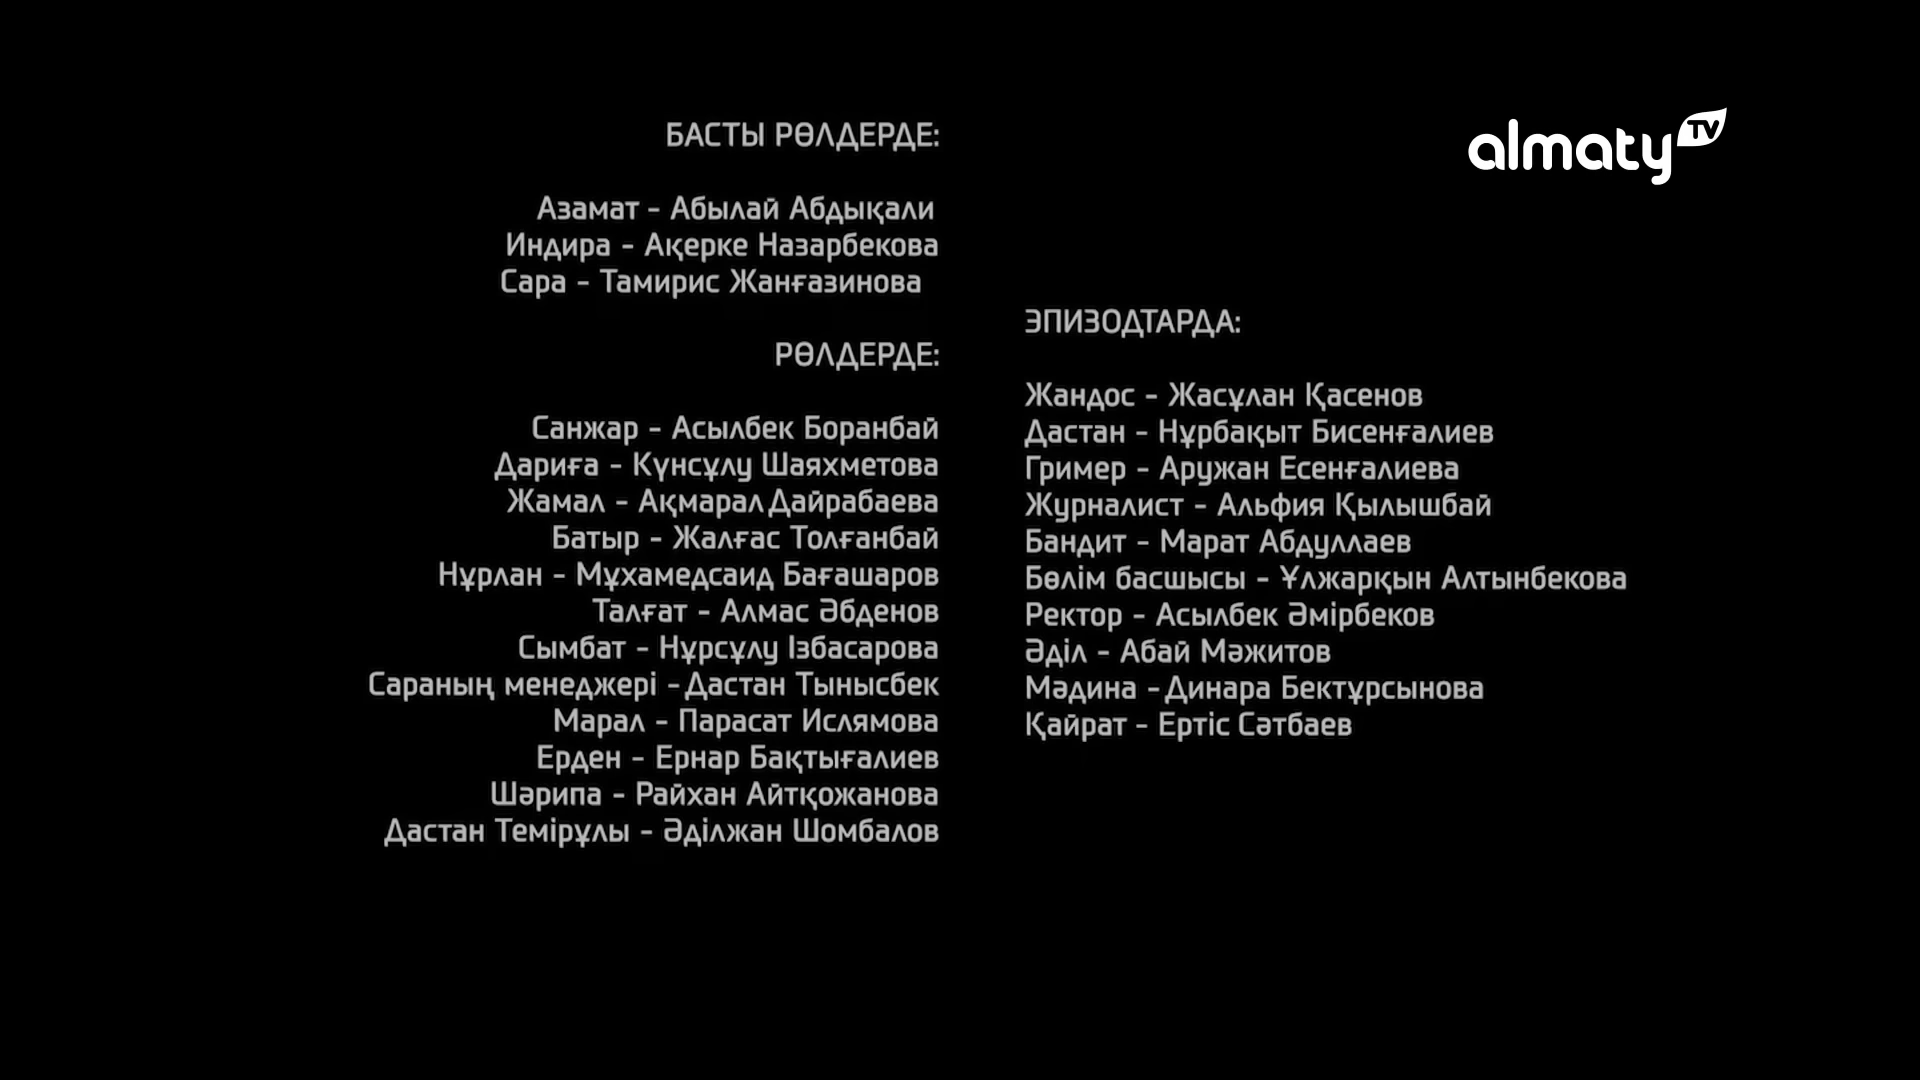 БАСТЫ РӨЛДЕРДЕ:
Азамат - Абылай Абдықали
Индира - Ақерке Назарбекова
Сара - Тамирис Жанғазинова
РӨЛДЕРДЕ:
Санжар - Асылбек Боранбай
Дариға - Күнсұлу Шаяхметова
Жамал - Ақмарал Дайрабаева
Батыр - Жалғас Толғанбай
Нұрлан - Мұхамедсаид Бағашаров
Талғат - Алмас Әбденов
Сымбат - Нұрсұлу Ізбасарова
Сараның менеджері - Дастан Тынысбек
Марал - Парасат Ислямова
Ерден - Ернар Бақтығалиев
Шәрипа - Райхан Айтқожанова
Дастан Темірұлы - Әділжан Шомбалов
almaty TV
ЭПИЗОДТАРДА:
Жандос - Жасұлан Қасенов
Дастан - Нұрбақыт Бисенғалиев
Гример - Аружан Есенғалиева
Журналист - Альфия Қылышбай
Бандит - Марат Абдуллаев
Бөлім басшысы - Ұлжарқын Алтынбекова
Ректор - Асылбек Әмірбеков
Әділ - Абай Мәжитов
Мәдина - Динара Бектұрсынова
Қайрат - Ертіс Сәтбаев